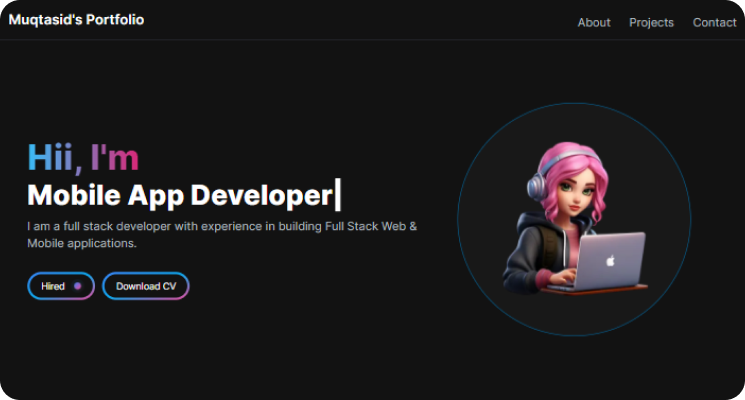 Muqtasid's Portfolio
About Projects Contact
Hii, I'm
Mobile App Developer|
I am a full stack developer with experience in building Full Stack Web &
Mobile applications.
Hired
Download CV